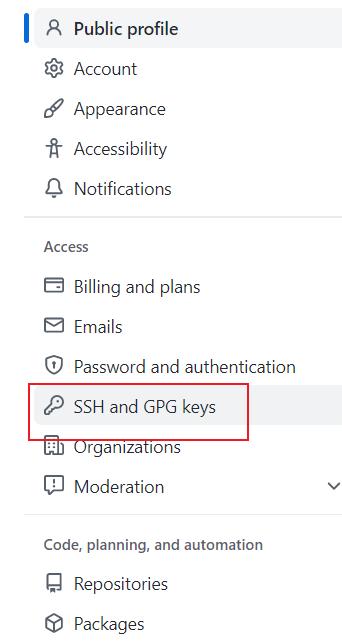 Public profile
Account
Appearance
Accessibility
Notifications
Access
Billing and plans
Emails
Password and authentication
SSH and GPG keys
Organizations
Moderation
Code, planning, and automation
Repositories
Packages